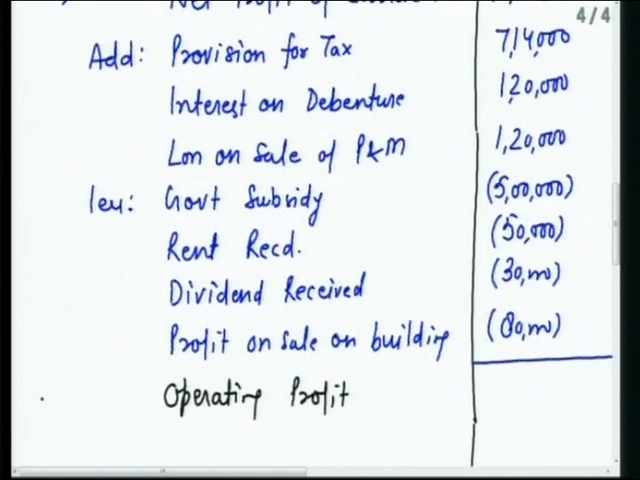 4/4
Add: Provision for Tax 7,14,000
Interest on Debenture 1,20,000
Loss on Sale of P&M 1,20,000
less: Govt Subsidy (5,00,000)
Rent Recd. (50,000)
Dividend Received (30,000)
Profit on sale on building (80,000)
Operating Profit